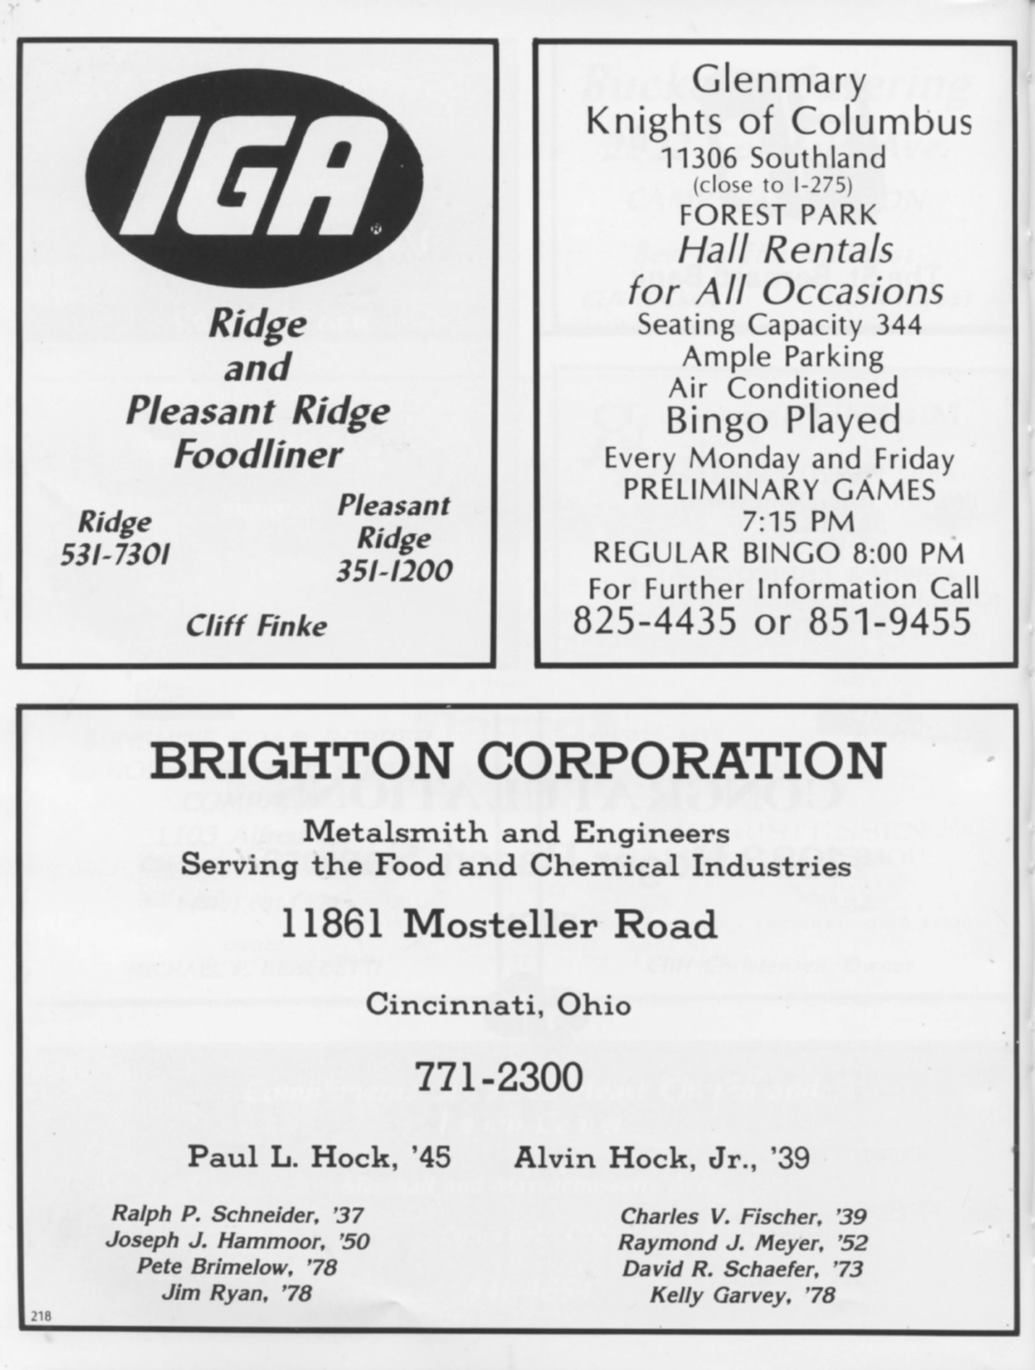 IGA
Ridge
and
Pleasant Ridge
Foodliner
Ridge
531-7301
Pleasant
Ridge
351-1200
Cliff Finke
Glenmary
Knights of Columbus
11306 Southland
(close to I-275)
FOREST PARK
Hall Rentals
for All Occasions
Seating Capacity 344
Ample Parking
Air Conditioned
Bingo Played
Every Monday and Friday
PRELIMINARY GAMES
7:15 PM
REGULAR BINGO 8:00 PM
For Further Information Call
825-4435 or 851-9455
BRIGHTON CORPORATION
Metalsmith and Engineers
Serving the Food and Chemical Industries
11861 Mosteller Road
Cincinnati, Ohio
771-2300
Paul L. Hock, '45 Alvin Hock, Jr., '39
Ralph P. Schneider, '37
Joseph J. Hammoor, '50
Pete Brimelow, '78
Jim Ryan, '78
Charles V. Fischer, '39
Raymond J. Meyer, '52
David R. Schaefer, '73
Kelly Garvey, '78
218